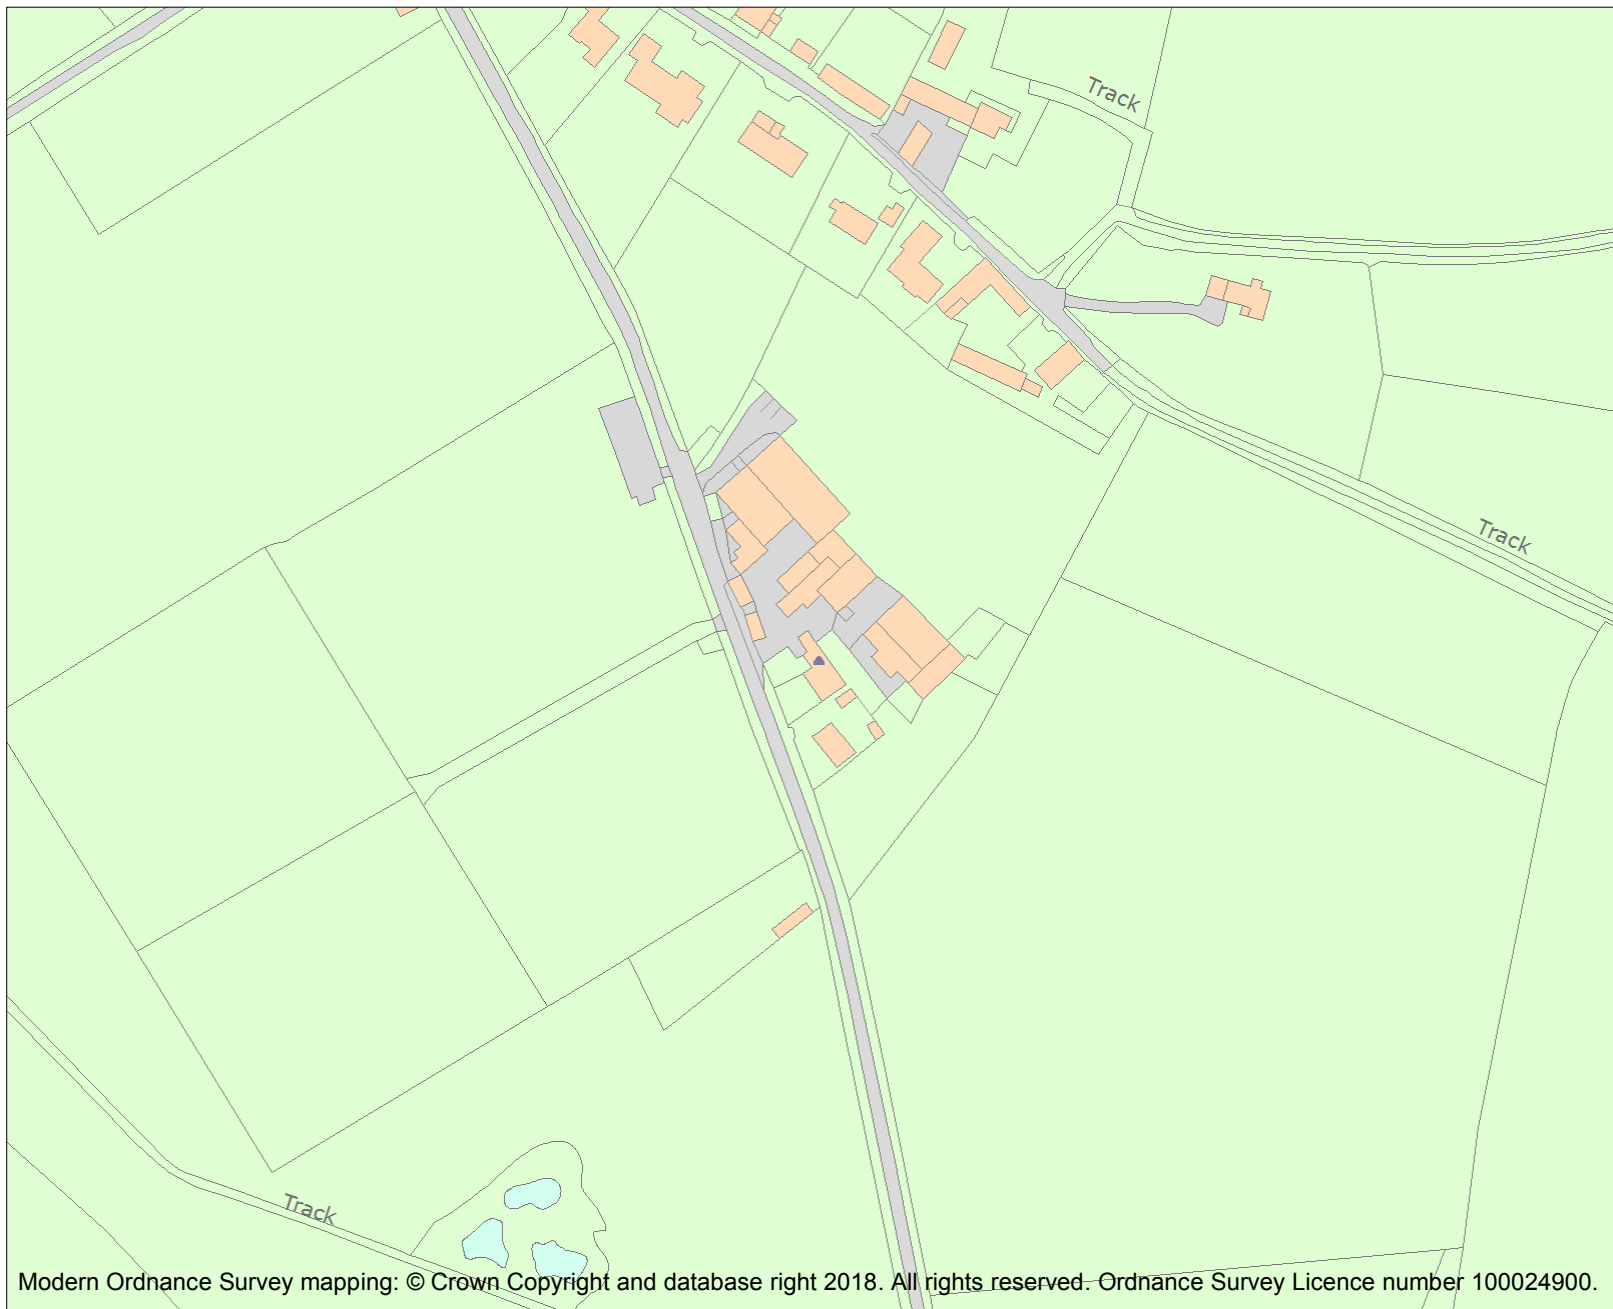 Track
Track
Track
Modern Ordnance Survey mapping: © Crown Copyright and database right 2018. All rights reserved. Ordnance Survey Licence number 100024900.